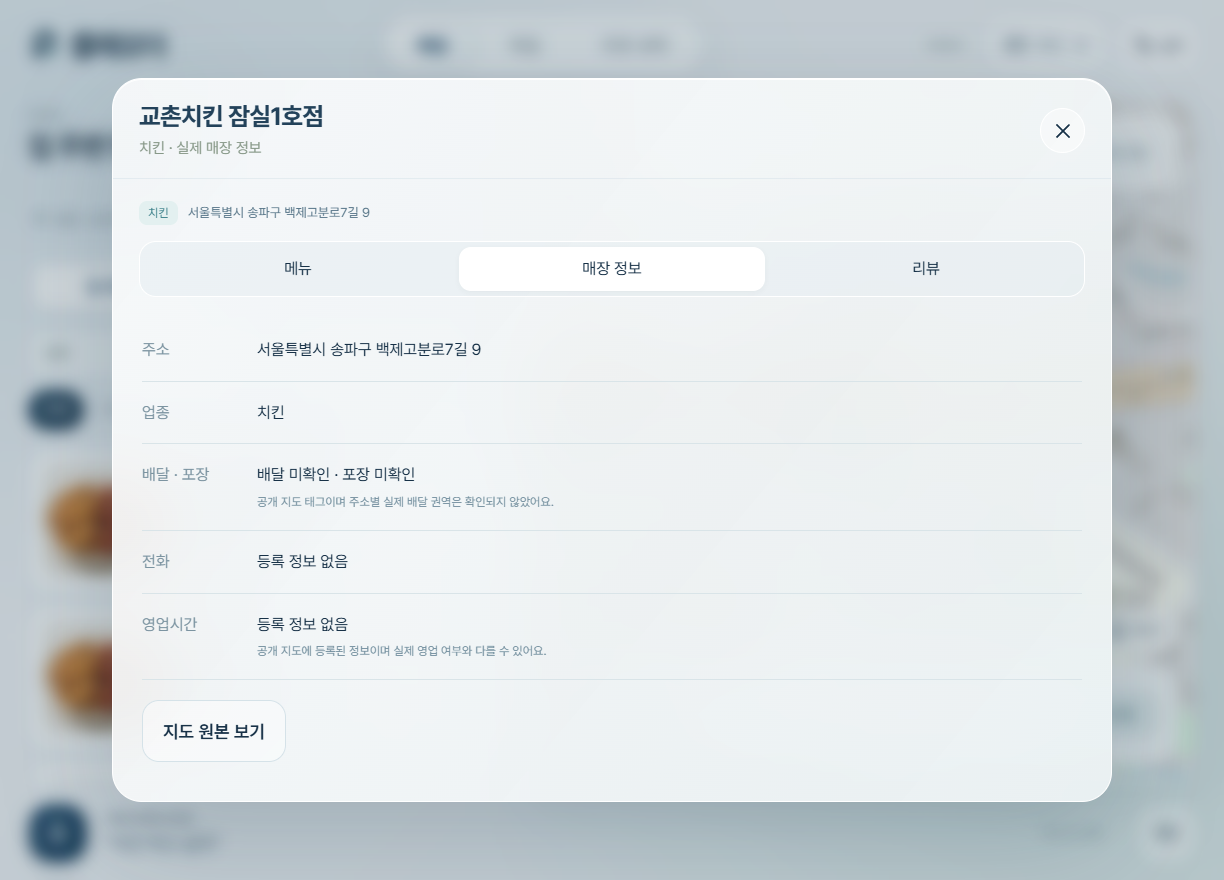 교촌치킨 잠실1호점
치킨 · 실제 매장 정보
치킨 서울특별시 송파구 백제고분로7길 9
메뉴 매장 정보 리뷰
주소 서울특별시 송파구 백제고분로7길 9
업종 치킨
배달 · 포장 배달 미확인 · 포장 미확인
공개 지도 태그이며 주소별 실제 배달 권역은 확인되지 않았어요.
전화 등록 정보 없음
영업시간 등록 정보 없음
공개 지도에 등록된 정보이며 실제 영업 여부와 다를 수 있어요.
지도 원본 보기